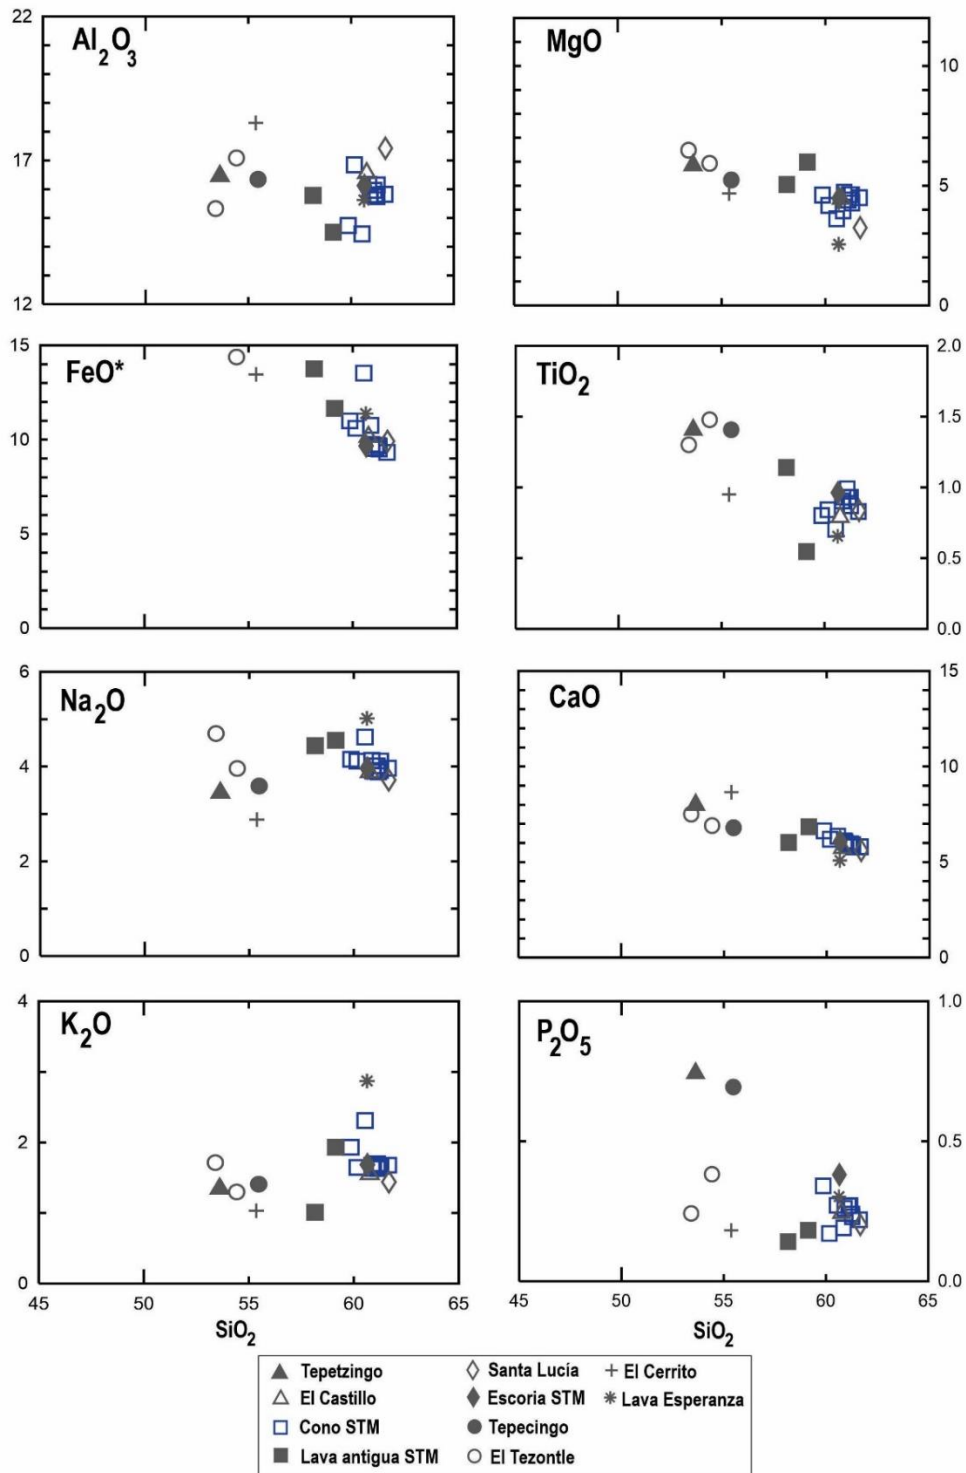 22
Al₂O₃
17
12
MgO
10
5
0
15
FeO*
10
5
0
2.0
TiO₂
1.5
1.0
0.5
0.0
6
Na₂O
4
2
0
15
CaO
10
5
0
4
K₂O
2
0
45 50 55 60 65
SiO₂
1.0
P₂O₅
0.5
0.0
45 50 55 60 65
SiO₂
Tepetzingo Santa Lucía El Cerrito
El Castillo Escoria STM Lava Esperanza
Cono STM Tepecingo
Lava antigua STM El Tezontle